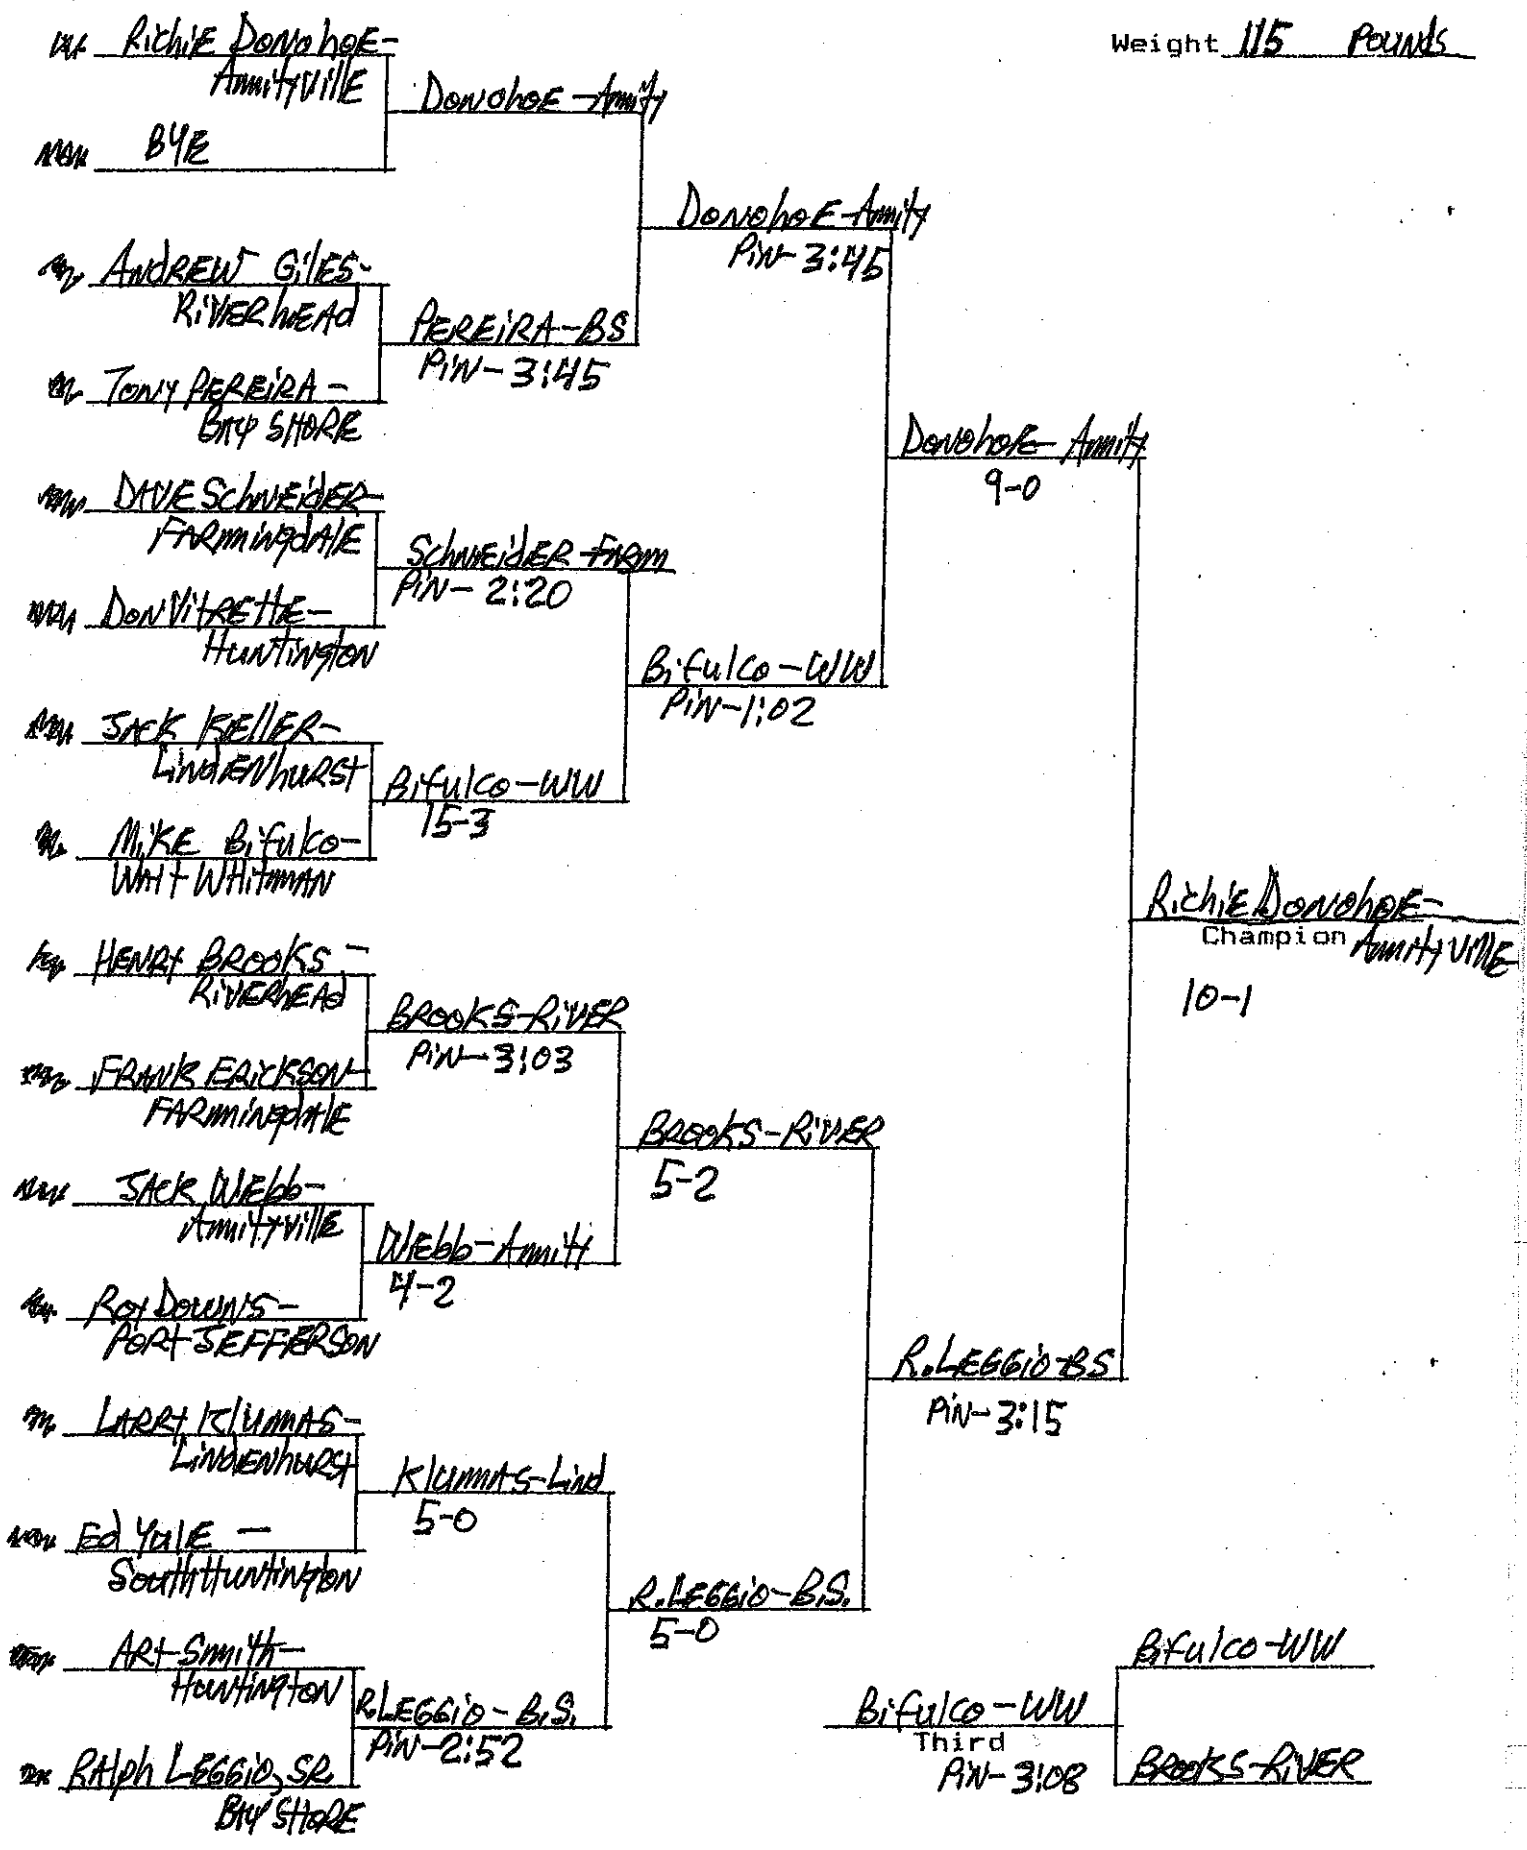 Weight 115 POUNDS
RichiE DonohoE-
AmityvillE
BYE
DonohoE-Amity
ANDREW GilES-
RiVERhEAd
TONY PEREiRA-
BAY SHORE
PEREiRA-BS
PiN-3:45
DonohoE-Amity
PiN-3:45
DAVE SchNEidER-
FARmingdAlE
Don VitREttE-
Huntington
SchNEidER-FARm
PiN-2:20
JACK KEllER-
LindENhuRSt
MiKE Bifulco-
WAlt WHitmAN
Bifulco-WW
15-3
Bifulco-WW
PiN-1:02
DonohoE-Amity
9-0
HENRY BROOKS-
RiVERhEAd
FRANK ERiCKSON-
FARmingdAlE
BROOKS-RiVER
PiN-3:03
JACK WEbb-
AmityvillE
ROY DOWNS-
PORt JEFFERSON
WEbb-Amity
4-2
BROOKS-RiVER
5-2
LARRY KlummAS-
LindENhuRSt
Ed YulE -
South Huntington
KlummAS-Lind
5-0
ARt Smith-
Huntington
RAlph LEGGiO, SR.
BAY SHORE
R.LEGGiO-B.S.
PiN-2:52
R.LEGGiO-B.S.
5-0
R.LEGGiO-BS
PiN-3:15
RichiE DonohoE-
Champion AmityvillE
10-1
Bifulco-WW
Bifulco-WW
Third
PiN-3:08
BROOKS-RiVER